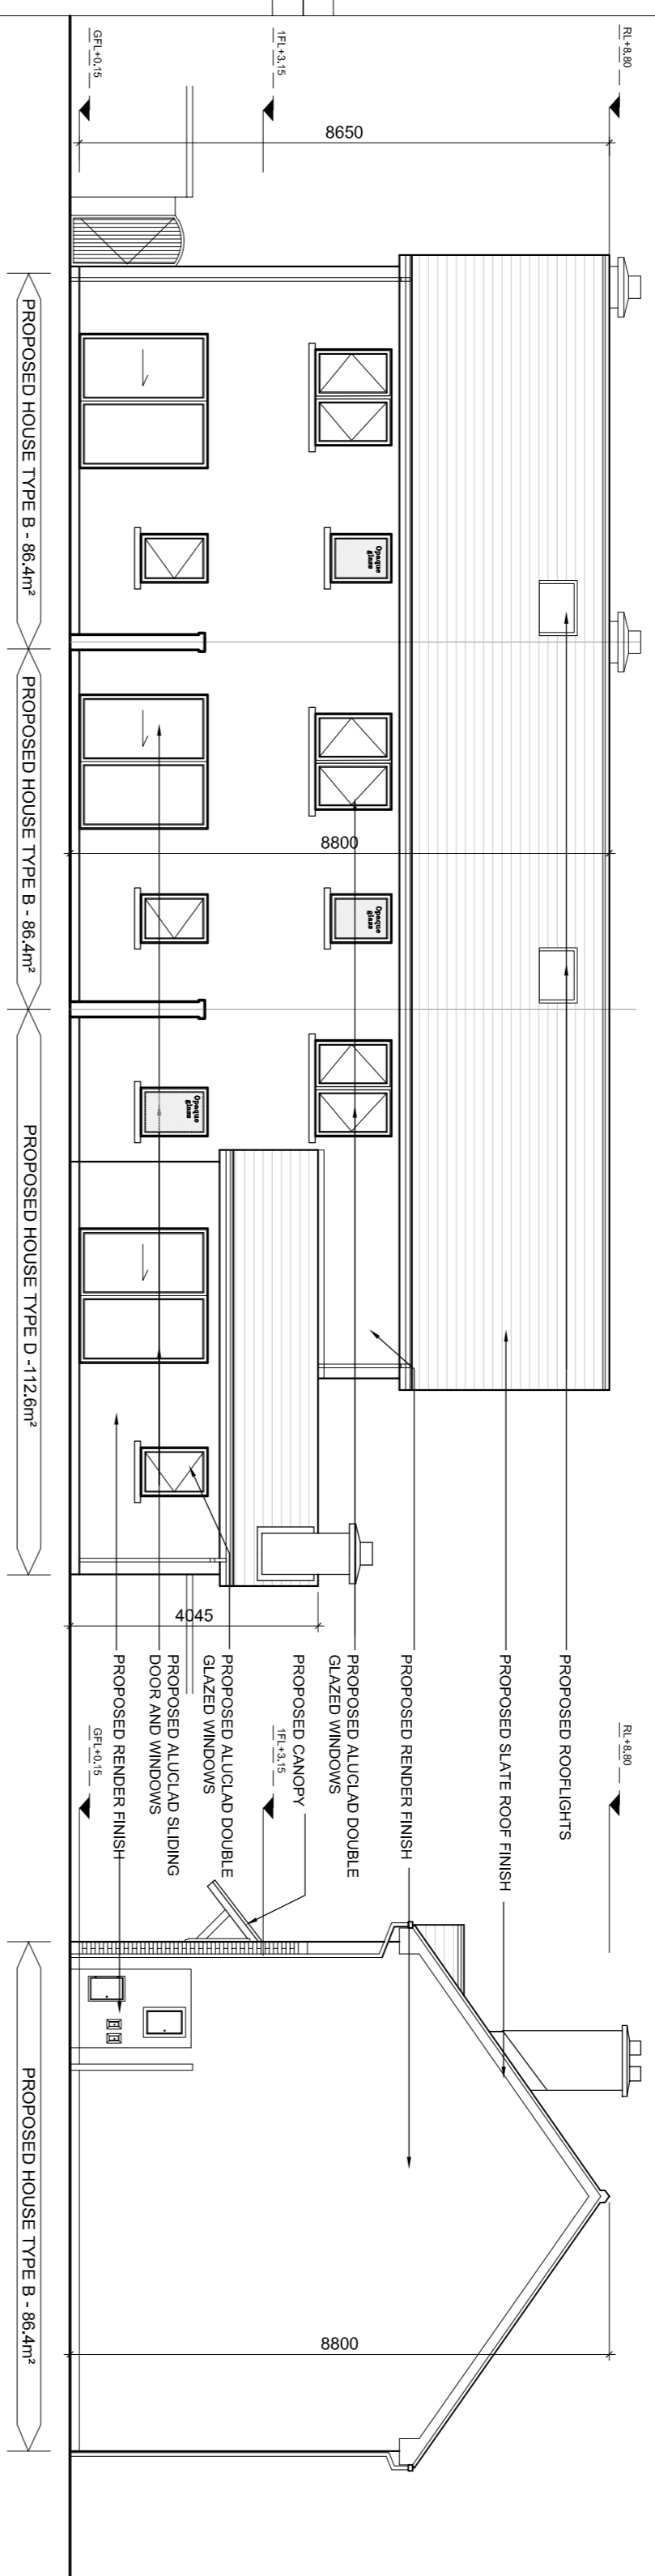 RL+8.80
1FL+3.15
GFL+0.15
8650
Opaque
glass
Opaque
glass
8800
Opaque
glass
4045
PROPOSED ROOFLIGHTS
PROPOSED SLATE ROOF FINISH
PROPOSED RENDER FINISH
PROPOSED ALUCLAD DOUBLE
GLAZED WINDOWS
PROPOSED CANOPY
PROPOSED ALUCLAD DOUBLE
GLAZED WINDOWS
PROPOSED ALUCLAD SLIDING
DOOR AND WINDOWS
PROPOSED RENDER FINISH
RL+8.80
1FL+3.15
GFL+0.15
8800
PROPOSED HOUSE TYPE B - 86.4m²
PROPOSED HOUSE TYPE B - 86.4m²
PROPOSED HOUSE TYPE D -112.6m²
PROPOSED HOUSE TYPE B - 86.4m²